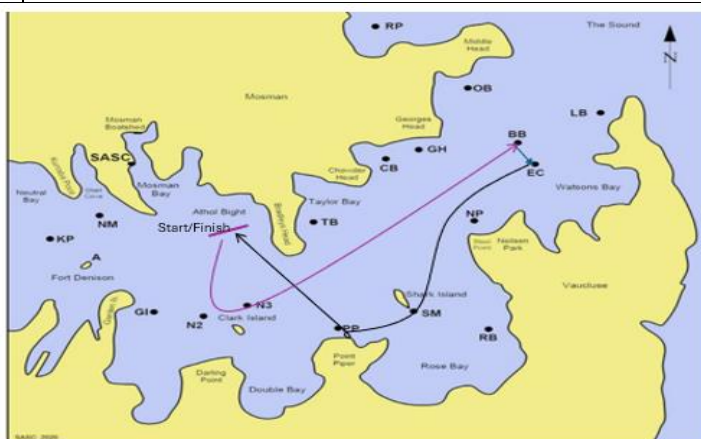 RP
The Sound
Middle
Head
N
Mosman
OB
Georges
Head
LB
Mosman
Boatshed
BB
GH
SASC
CB
Chowder
Head
EC
Neutral
Bay
Mosman
Bay
Watsons Bay
Athol Bight
Taylor Bay
Bradleys Head
NM
Start/Finish
TB
NP
Nielsen
Park
KP
A
Fort Denison
Vaucluse
Shark Island
GI
N2
N3
Clark Island
SM
PP
RB
Point
Piper
Rose Bay
Darling
Point
Double Bay